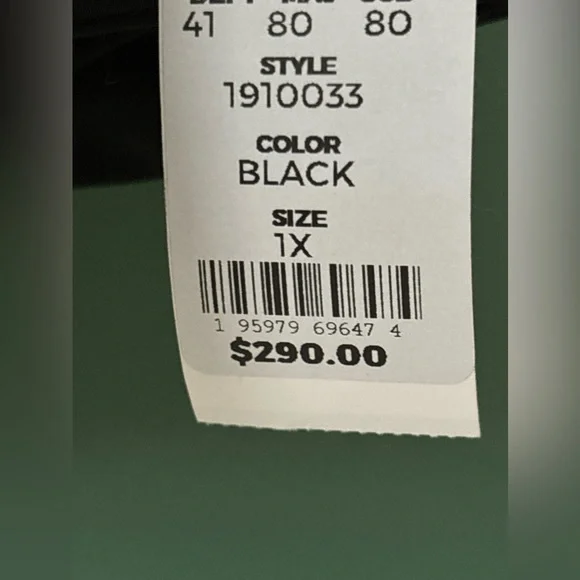 41 80 80
STYLE
1910033
COLOR
BLACK
SIZE
1X
1 95979 69647 4
$290.00